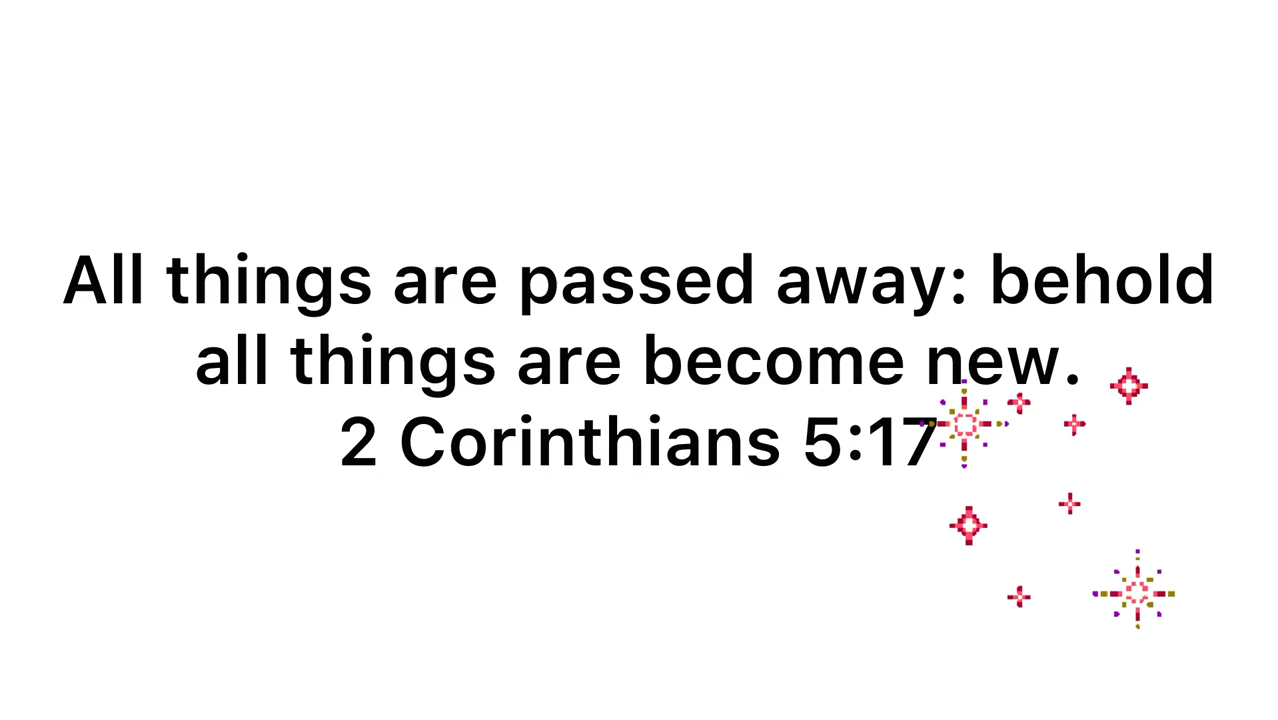 All things are passed away: behold
all things are become new.
2 Corinthians 5:17